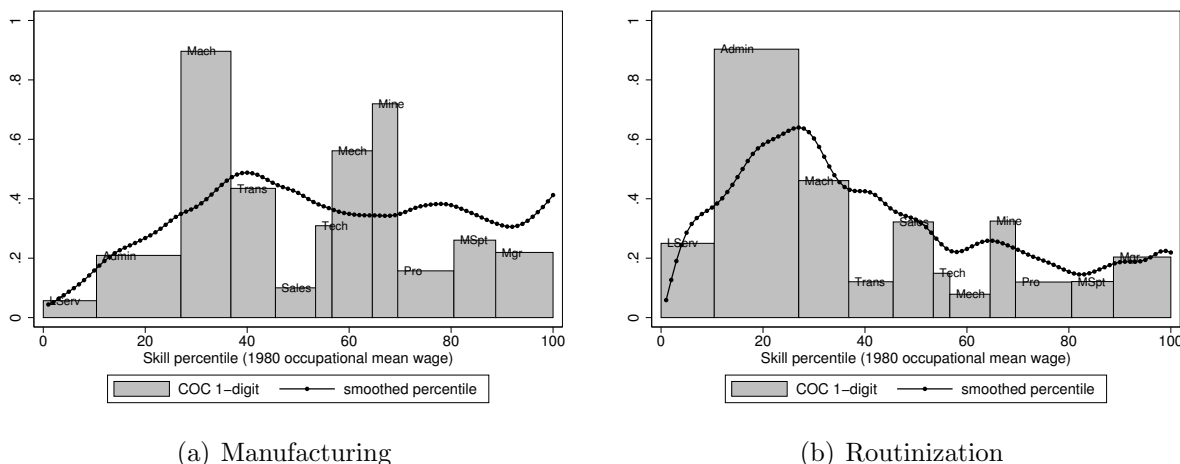 1
.8
.6
.4
.2
0
Mach
Mine
Mech
Trans
Tech
MSpt
Mgr
Admin
Pro
Sales
LServ
0 20 40 60 80 100
Skill percentile (1980 occupational mean wage)
COC 1−digit smoothed percentile
(a) Manufacturing
1
.8
.6
.4
.2
0
Admin
Mach
Sales
Mine
LServ
Mgr
Tech
Trans
Pro
MSpt
Mech
0 20 40 60 80 100
Skill percentile (1980 occupational mean wage)
COC 1−digit smoothed percentile
(b) Routinization